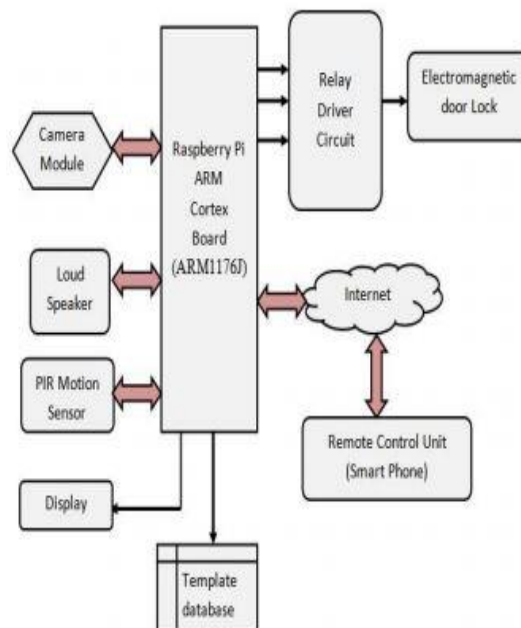 Camera
Module
Raspberry Pi
ARM
Cortex
Board
(ARM1176J)
Relay
Driver
Circuit
Electromagnetic
door Lock
Loud
Speaker
Internet
PIR Motion
Sensor
Remote Control Unit
(Smart Phone)
Display
Template
database